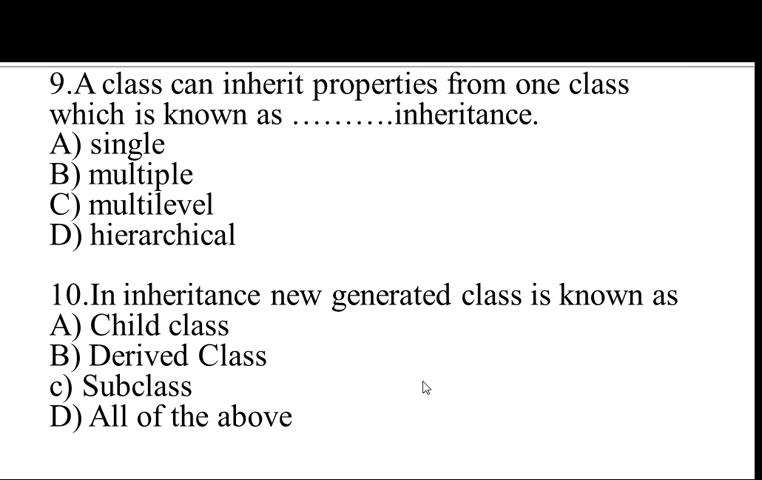 9.A class can inherit properties from one class
which is known as ……….inheritance.
A) single
B) multiple
C) multilevel
D) hierarchical
10.In inheritance new generated class is known as
A) Child class
B) Derived Class
c) Subclass
D) All of the above